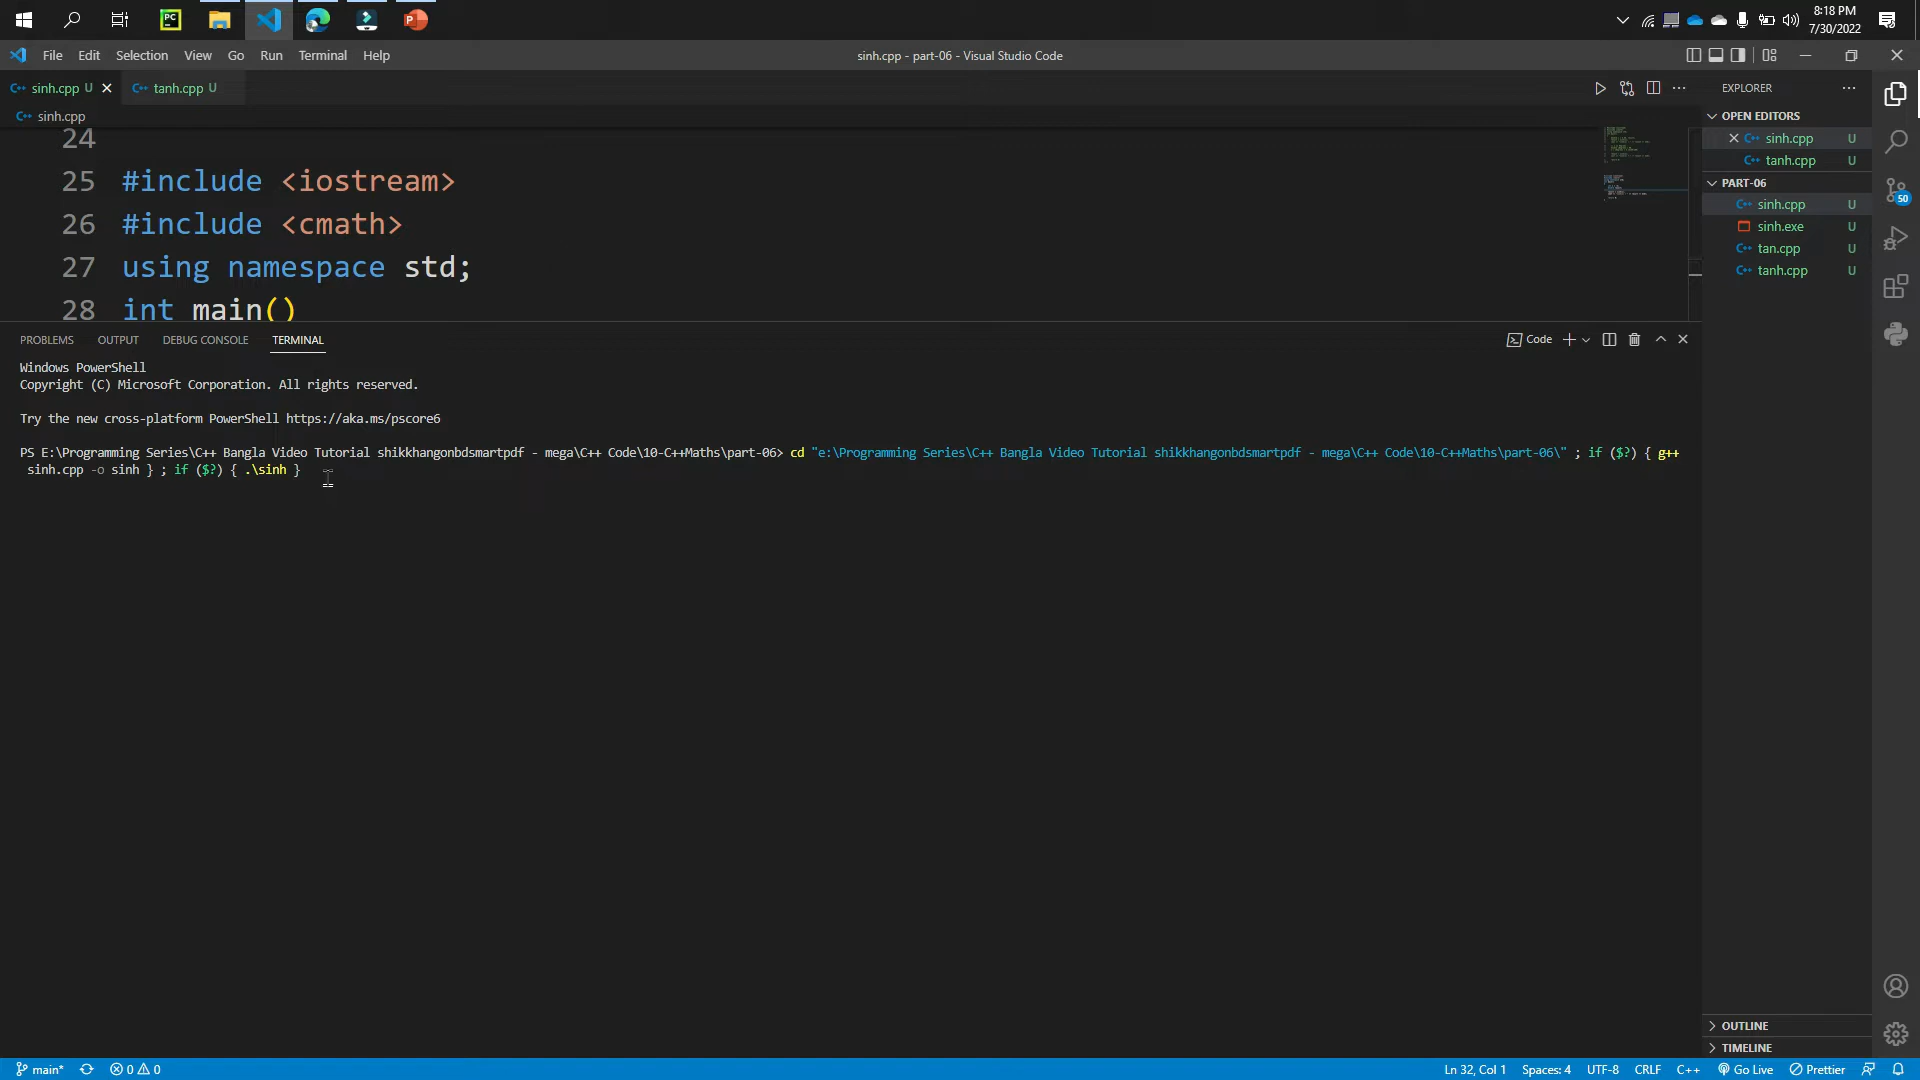 8:18 PM
7/30/2022
File Edit Selection View Go Run Terminal Help
sinh.cpp - part-06 - Visual Studio Code
sinh.cpp U
tanh.cpp U
sinh.cpp
24
25 #include <iostream>
26 #include <cmath>
27 using namespace std;
28 int main()
PROBLEMS OUTPUT DEBUG CONSOLE TERMINAL
Code
Windows PowerShell
Copyright (C) Microsoft Corporation. All rights reserved.
Try the new cross-platform PowerShell https://aka.ms/pscore6
PS E:\Programming Series\C++ Bangla Video Tutorial shikkhangonbdsmartpdf - mega\C++ Code\10-C++Maths\part-06> cd "e:\Programming Series\C++ Bangla Video Tutorial shikkhangonbdsmartpdf - mega\C++ Code\10-C++Maths\part-06\" ; if ($?) { g++
sinh.cpp -o sinh } ; if ($?) { .\sinh }
EXPLORER
OPEN EDITORS
sinh.cpp U
tanh.cpp U
PART-06
sinh.cpp U
sinh.exe U
tan.cpp U
tanh.cpp U
50
OUTLINE
TIMELINE
main* 0 0
Ln 32, Col 1 Spaces: 4 UTF-8 CRLF C++ Go Live Prettier